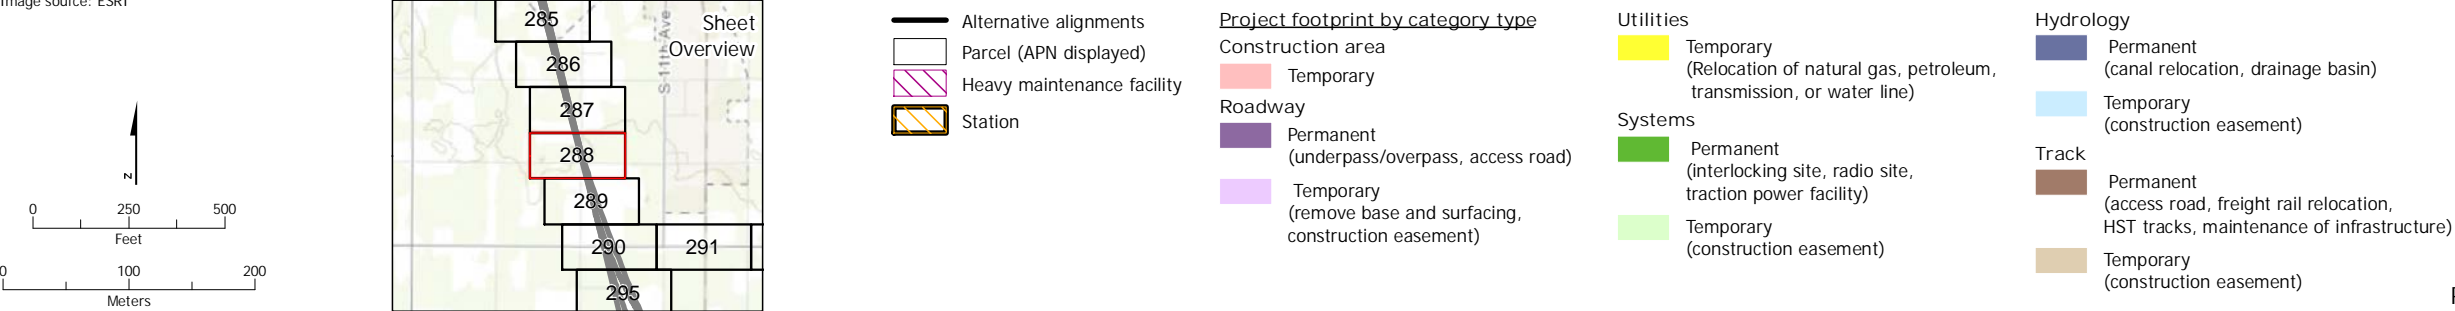 Image source: ESRI
N
0 250 500
Feet
0 100 200
Meters
Sheet
Overview
S 11th Ave
285
286
287
288
289
290 291
295
Alternative alignments
Parcel (APN displayed)
Heavy maintenance facility
Station
Project footprint by category type
Construction area
Temporary
Roadway
Permanent
(underpass/overpass, access road)
Temporary
(remove base and surfacing,
construction easement)
Utilities
Temporary
(Relocation of natural gas, petroleum,
transmission, or water line)
Systems
Permanent
(interlocking site, radio site,
traction power facility)
Temporary
(construction easement)
Hydrology
Permanent
(canal relocation, drainage basin)
Temporary
(construction easement)
Track
Permanent
(access road, freight rail relocation,
HST tracks, maintenance of infrastructure)
Temporary
(construction easement)